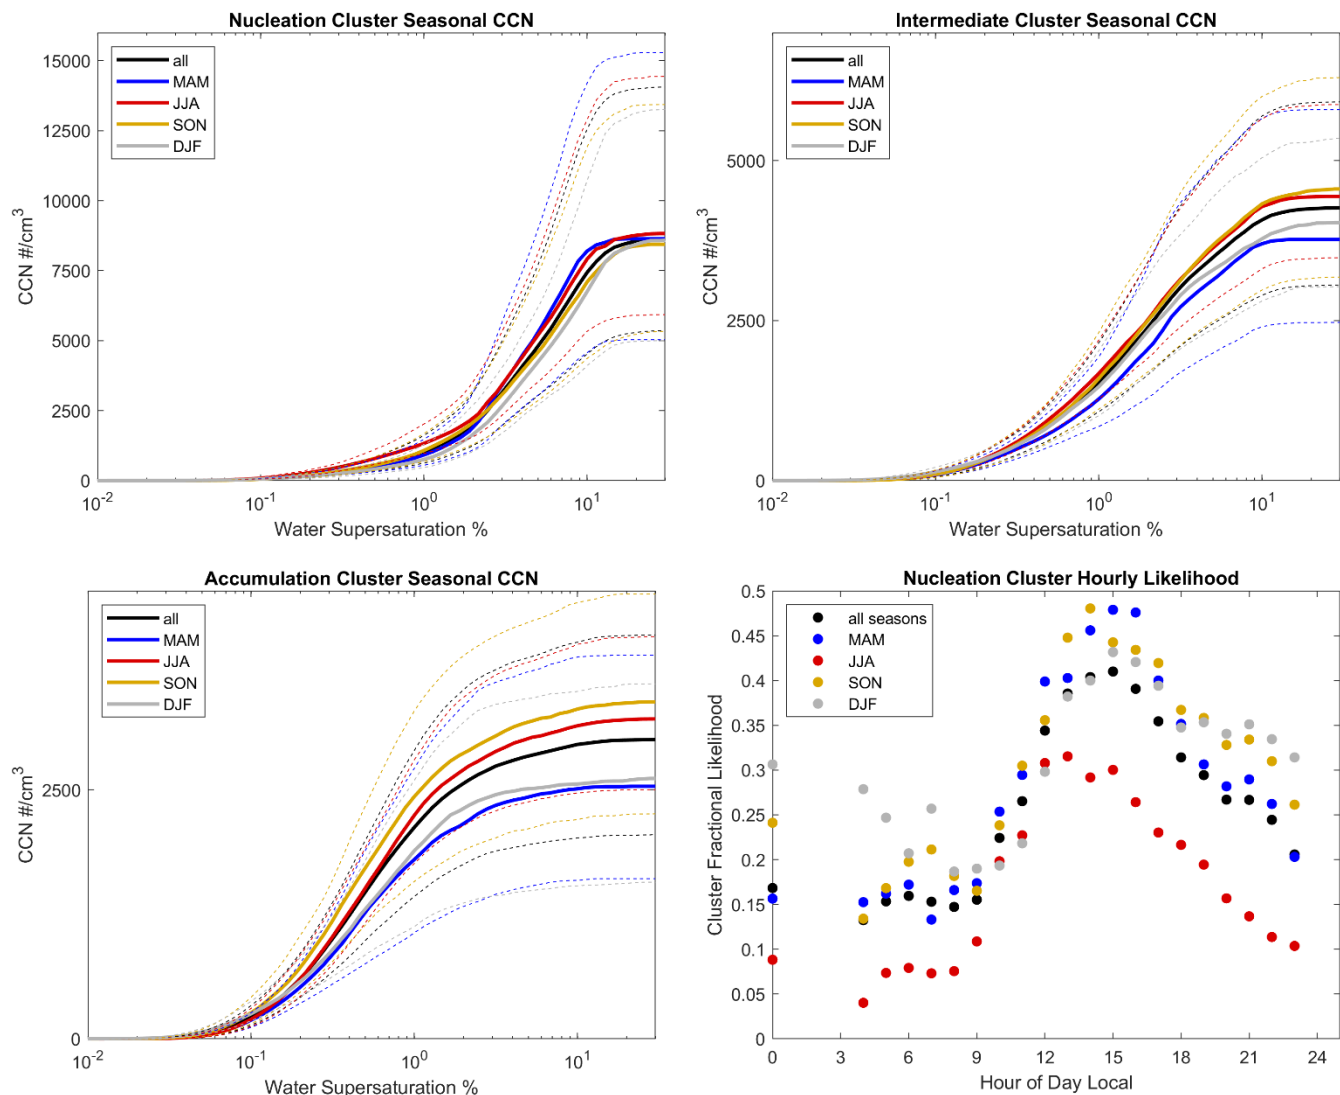 Nucleation Cluster Seasonal CCN
15000
12500
10000
7500
5000
2500
0
CCN #/cm³
all
MAM
JJA
SON
DJF
10⁻² 10⁻¹ 10⁰ 10¹
Water Supersaturation %
Intermediate Cluster Seasonal CCN
5000
2500
0
CCN #/cm³
all
MAM
JJA
SON
DJF
10⁻² 10⁻¹ 10⁰ 10¹
Water Supersaturation %
Accumulation Cluster Seasonal CCN
2500
0
CCN #/cm³
all
MAM
JJA
SON
DJF
10⁻² 10⁻¹ 10⁰ 10¹
Water Supersaturation %
Nucleation Cluster Hourly Likelihood
0.5
0.45
0.4
0.35
0.3
0.25
0.2
0.15
0.1
0.05
0
Cluster Fractional Likelihood
all seasons
MAM
JJA
SON
DJF
0 3 6 9 12 15 18 21 24
Hour of Day Local